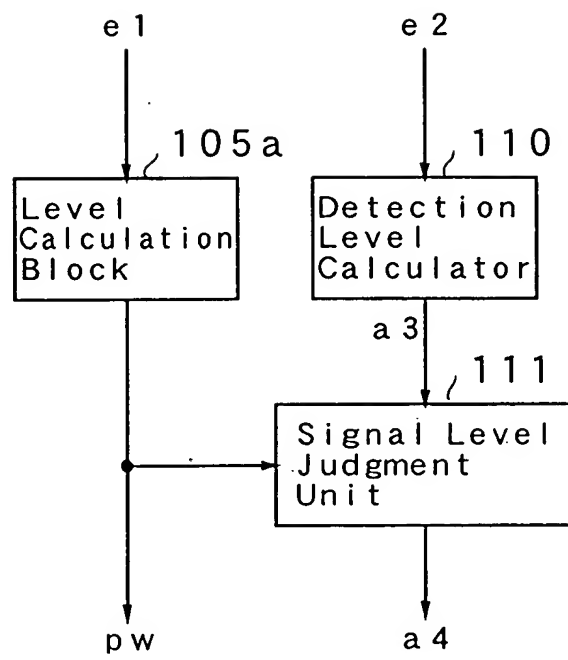 e1
e2
105a
110
Level
Calculation
Block
Detection
Level
Calculator
a3
111
Signal Level
Judgment
Unit
pw
a4